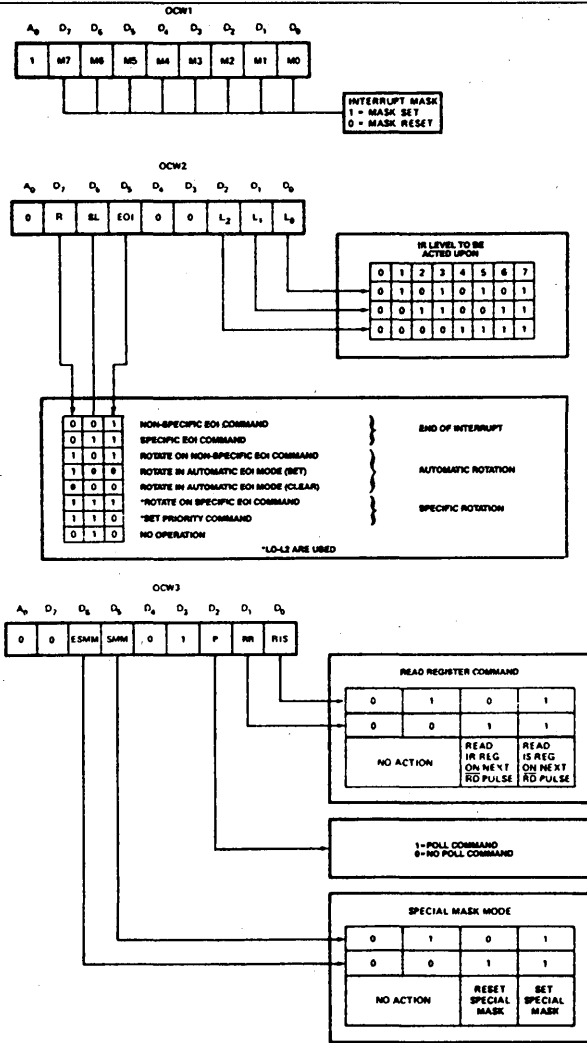 OCW1
A0 D7 D6 D5 D4 D3 D2 D1 D0
1 M7 M6 M5 M4 M3 M2 M1 M0
INTERRUPT MASK
1 = MASK SET
0 = MASK RESET
OCW2
A0 D7 D6 D5 D4 D3 D2 D1 D0
0 R SL EOI 0 0 L2 L1 L0
IR LEVEL TO BE
ACTED UPON
0 1 2 3 4 5 6 7
0 1 0 1 0 1 0 1
0 0 1 1 0 0 1 1
0 0 0 0 1 1 1 1
0 0 1 NON-SPECIFIC EOI COMMAND
0 1 1 SPECIFIC EOI COMMAND
END OF INTERRUPT
1 0 1 ROTATE ON NON-SPECIFIC EOI COMMAND
1 0 0 ROTATE IN AUTOMATIC EOI MODE (SET)
0 0 0 ROTATE IN AUTOMATIC EOI MODE (CLEAR)
AUTOMATIC ROTATION
1 1 1 *ROTATE ON SPECIFIC EOI COMMAND
1 1 0 *SET PRIORITY COMMAND
SPECIFIC ROTATION
0 1 0 NO OPERATION
*LO-L2 ARE USED
OCW3
A0 D7 D6 D5 D4 D3 D2 D1 D0
0 0 ESMM SMM 0 1 P RR RIS
READ REGISTER COMMAND
0 1 0 1
0 0 1 1
NO ACTION
READ
IR REG
ON NEXT
RD PULSE
READ
IS REG
ON NEXT
RD PULSE
1 = POLL COMMAND
0 = NO POLL COMMAND
SPECIAL MASK MODE
0 1 0 1
0 0 1 1
NO ACTION
RESET
SPECIAL
MASK
SET
SPECIAL
MASK